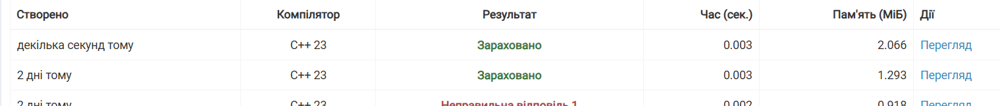 Створено Компілятор Результат Час (сек.) Пам'ять (МіБ) Дії
декілька секунд тому C++ 23 Зараховано 0.003 2.066 Перегляд
2 дні тому C++ 23 Зараховано 0.003 1.293 Перегляд
2 дні тому C++ 23 Неправильна відповідь 1 0.002 0.918 Перегляд